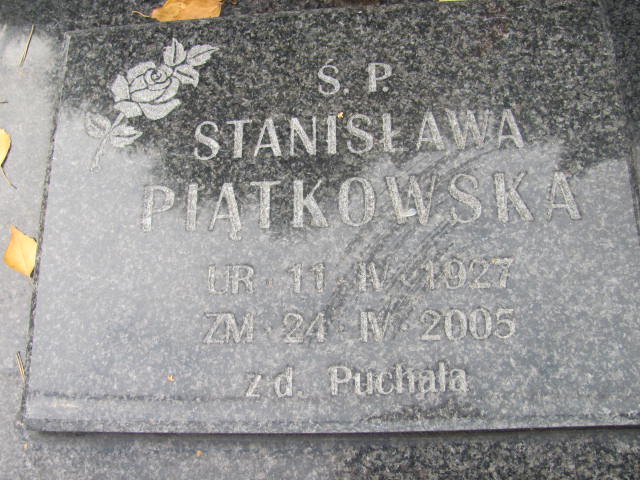 Ś. P.
STANISŁAWA
PIĄTKOWSKA
UR · 11 · IV · 1927
ZM · 24 · IV · 2005
z d. Puchała